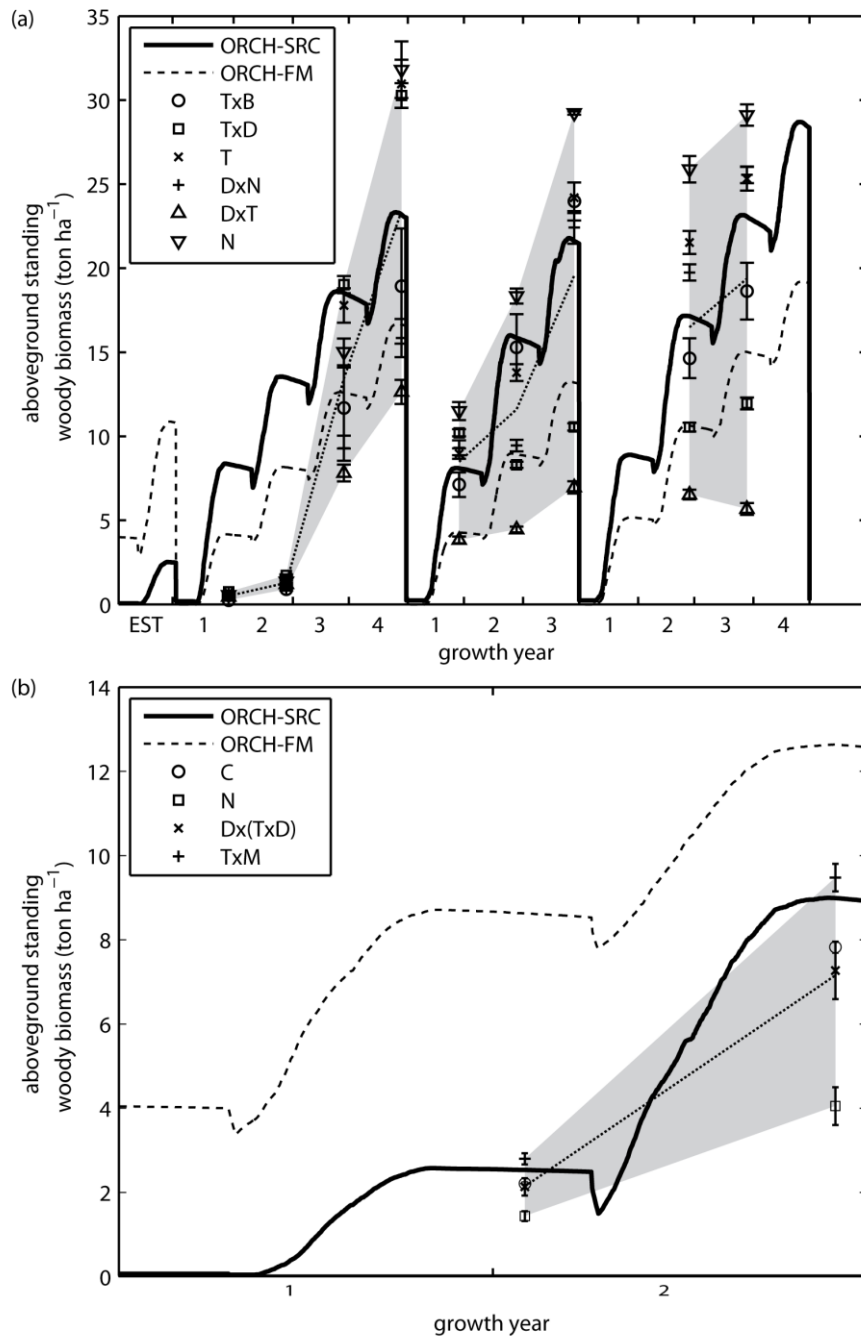 (a)
ORCH-SRC
ORCH-FM
TxB
TxD
T
DxN
DxT
N
35
30
25
20
15
10
5
0
aboveground standing
woody biomass (ton ha⁻¹)
EST 1 2 3 4 1 2 3 1 2 3 4
growth year
(b)
ORCH-SRC
ORCH-FM
C
N
Dx(TxD)
TxM
14
12
10
8
6
4
2
0
aboveground standing
woody biomass (ton ha⁻¹)
1 2
growth year